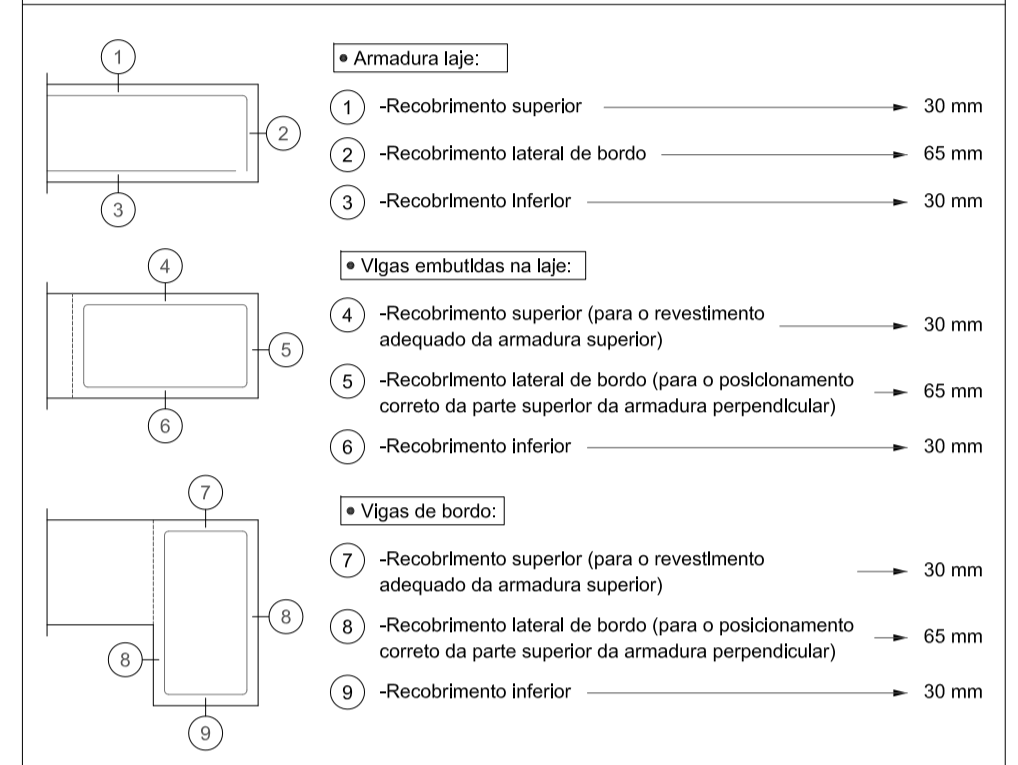 1
2
3
• Armadura laje:
1 -Recobrimento superior 30 mm
2 -Recobrimento lateral de bordo 65 mm
3 -Recobrimento Inferior 30 mm
4
5
6
• Vigas embutidas na laje:
4 -Recobrimento superior (para o revestimento
adequado da armadura superior) 30 mm
5 -Recobrimento lateral de bordo (para o posicionamento
correto da parte superior da armadura perpendicular) 65 mm
6 -Recobrimento inferior 30 mm
7
8
8
9
• Vigas de bordo:
7 -Recobrimento superior (para o revestimento
adequado da armadura superior) 30 mm
8 -Recobrimento lateral de bordo (para o posicionamento
correto da parte superior da armadura perpendicular) 65 mm
9 -Recobrimento inferior 30 mm